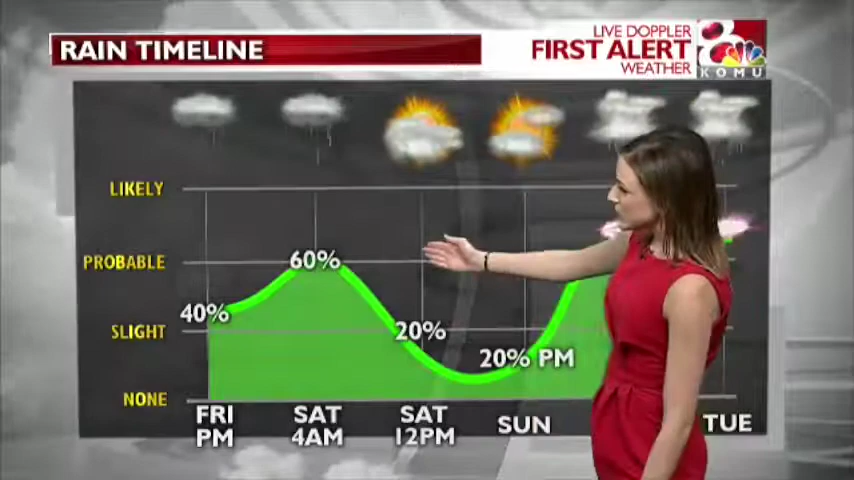 RAIN TIMELINE
LIVE DOPPLER
FIRST ALERT
WEATHER
8
KOMU
LIKELY
PROBABLE
SLIGHT
NONE
40%
60%
20%
20% PM
FRI
PM
SAT
4AM
SAT
12PM
SUN
TUE